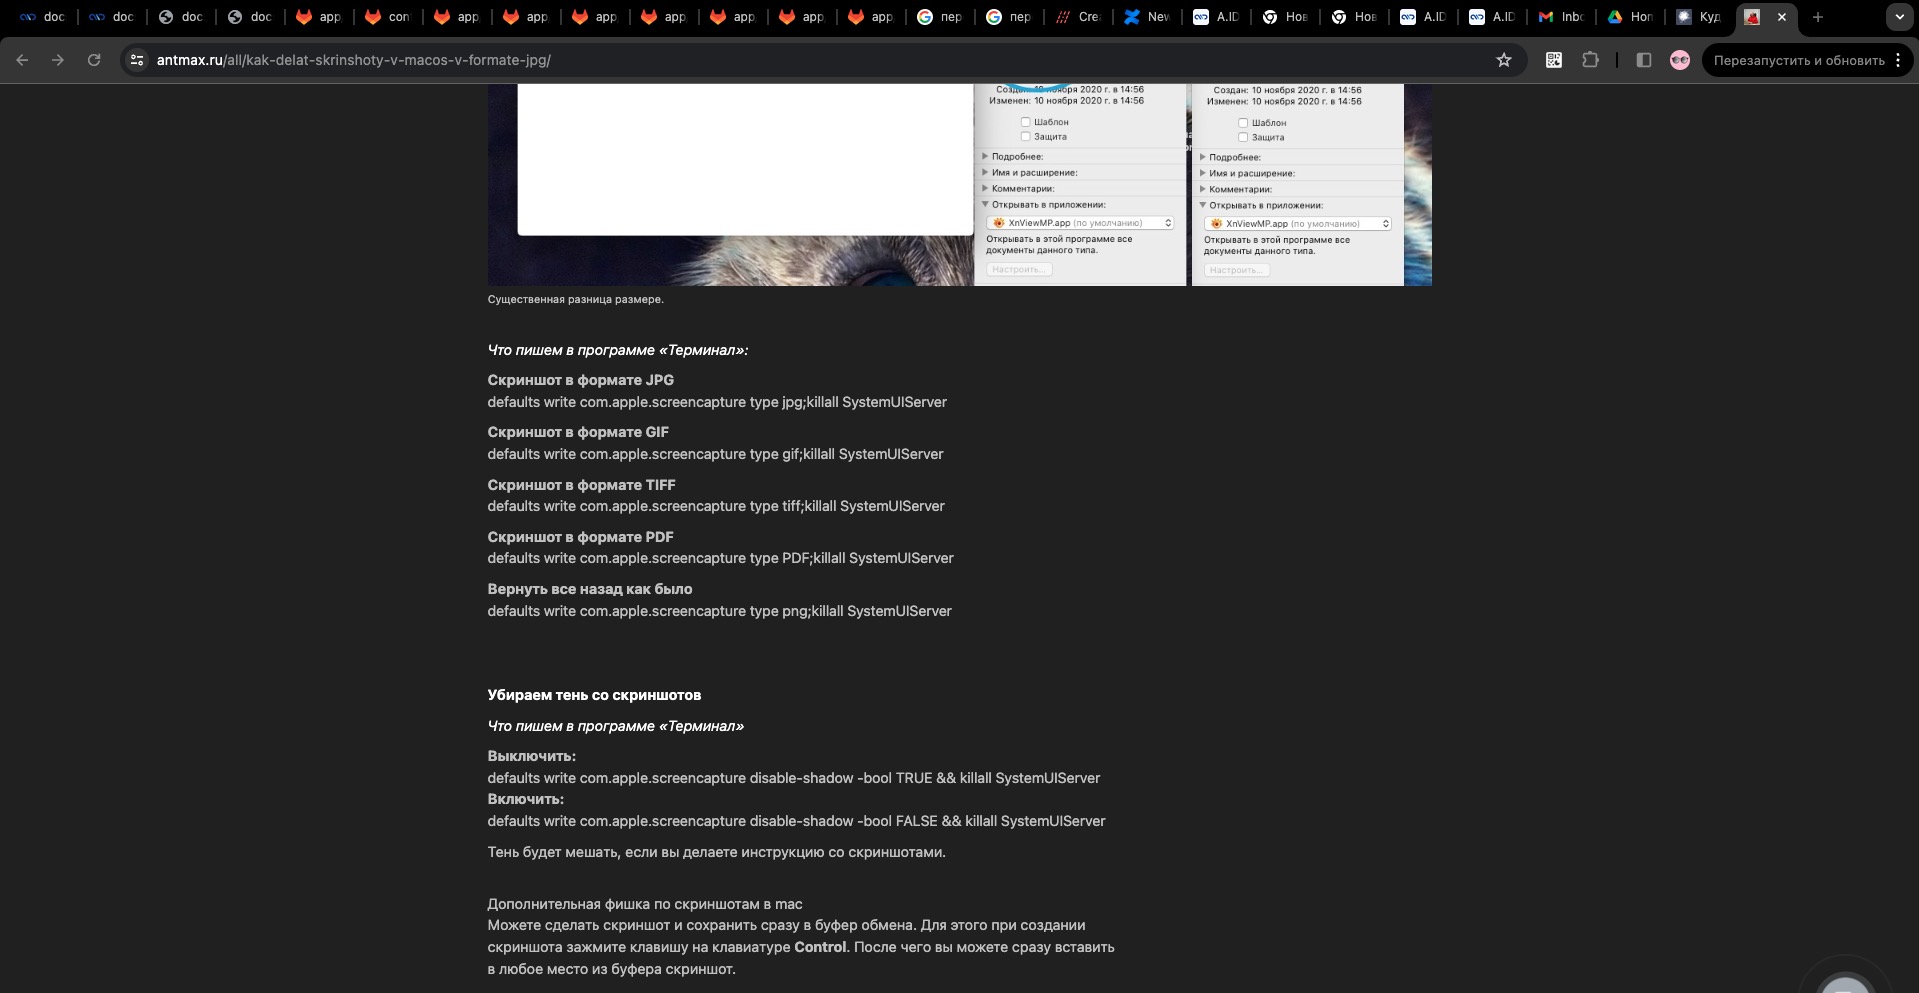 doc
doc
doc
doc
app
con
app
app
app
app
app
app
app
пер
пер
Crea
New
A.ID
Нов
Нов
A.ID
A.ID
Inbo
Hom
Куд
antmax.ru/all/kak-delat-skrinshoty-v-macos-v-formate-jpg/
Перезапустить и обновить
Создан: 10 ноября 2020 г. в 14:56
Изменен: 10 ноября 2020 г. в 14:56
Шаблон
Защита
Подробнее:
Имя и расширение:
Комментарии:
Открывать в приложении:
XnViewMP.app (по умолчанию)
Открывать в этой программе все
документы данного типа.
Настроить...
Создан: 10 ноября 2020 г. в 14:56
Изменен: 10 ноября 2020 г. в 14:56
Шаблон
Защита
Подробнее:
Имя и расширение:
Комментарии:
Открывать в приложении:
XnViewMP.app (по умолчанию)
Открывать в этой программе все
документы данного типа.
Настроить...
Существенная разница размере.
Что пишем в программе «Терминал»:
Скриншот в формате JPG
defaults write com.apple.screencapture type jpg;killall SystemUIServer
Скриншот в формате GIF
defaults write com.apple.screencapture type gif;killall SystemUIServer
Скриншот в формате TIFF
defaults write com.apple.screencapture type tiff;killall SystemUIServer
Скриншот в формате PDF
defaults write com.apple.screencapture type PDF;killall SystemUIServer
Вернуть все назад как было
defaults write com.apple.screencapture type png;killall SystemUIServer
Убираем тень со скриншотов
Что пишем в программе «Терминал»
Выключить:
defaults write com.apple.screencapture disable-shadow -bool TRUE && killall SystemUIServer
Включить:
defaults write com.apple.screencapture disable-shadow -bool FALSE && killall SystemUIServer
Тень будет мешать, если вы делаете инструкцию со скриншотами.
Дополнительная фишка по скриншотам в mac
Можете сделать скриншот и сохранить сразу в буфер обмена. Для этого при создании
скриншота зажмите клавишу на клавиатуре Control. После чего вы можете сразу вставить
в любое место из буфера скриншот.